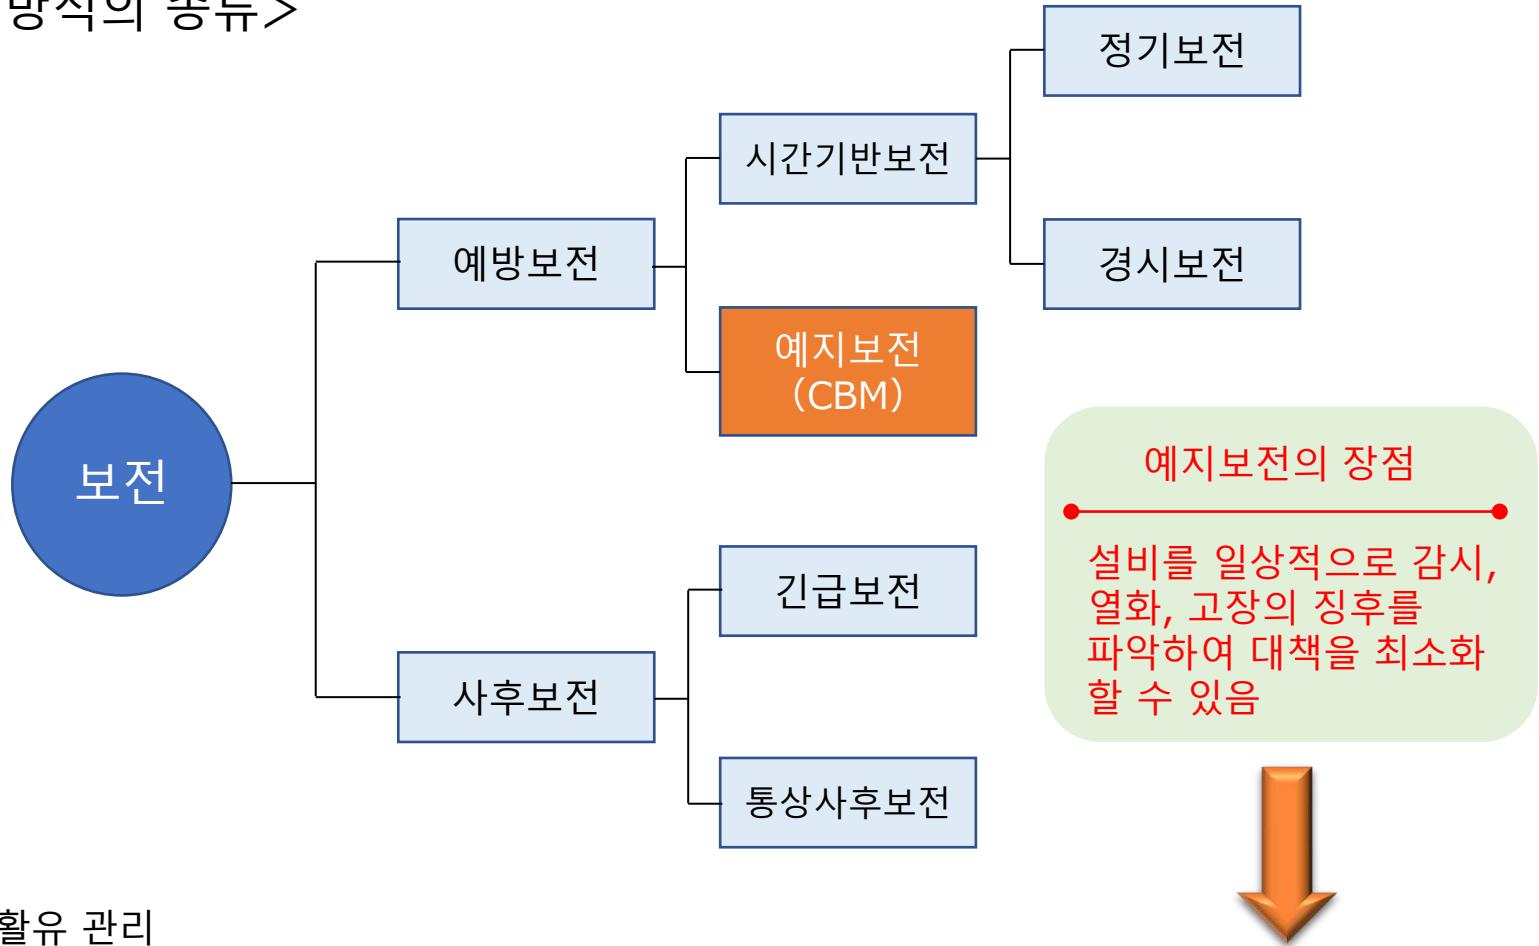 방식의 종류>
정기보전
시간기반보전
예방보전
경시보전
예지보전
(CBM)
보전
예지보전의 장점
설비를 일상적으로 감시,
열화, 고장의 징후를
파악하여 대책을 최소화
할 수 있음
긴급보전
사후보전
통상사후보전
활유 관리